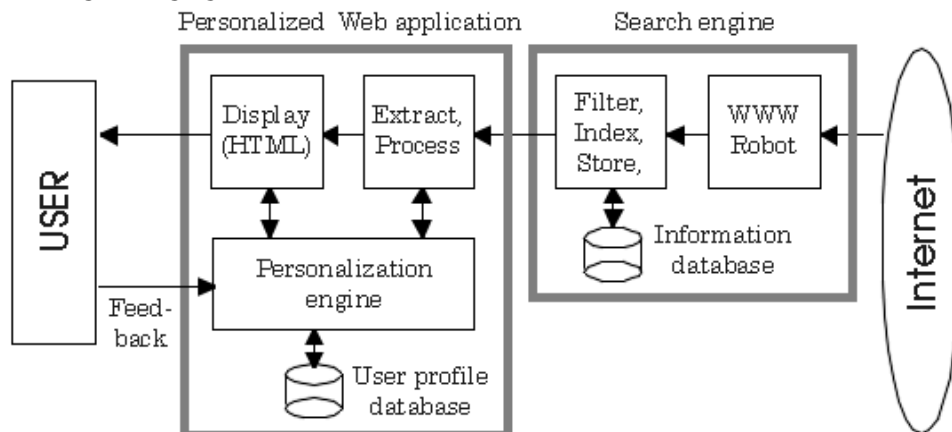 Personalized Web application
Search engine
USER
Display
(HTML)
Extract,
Process
Filter,
Index,
Store,
WWW
Robot
Internet
Personalization
engine
Information
database
Feed-
back
User profile
database